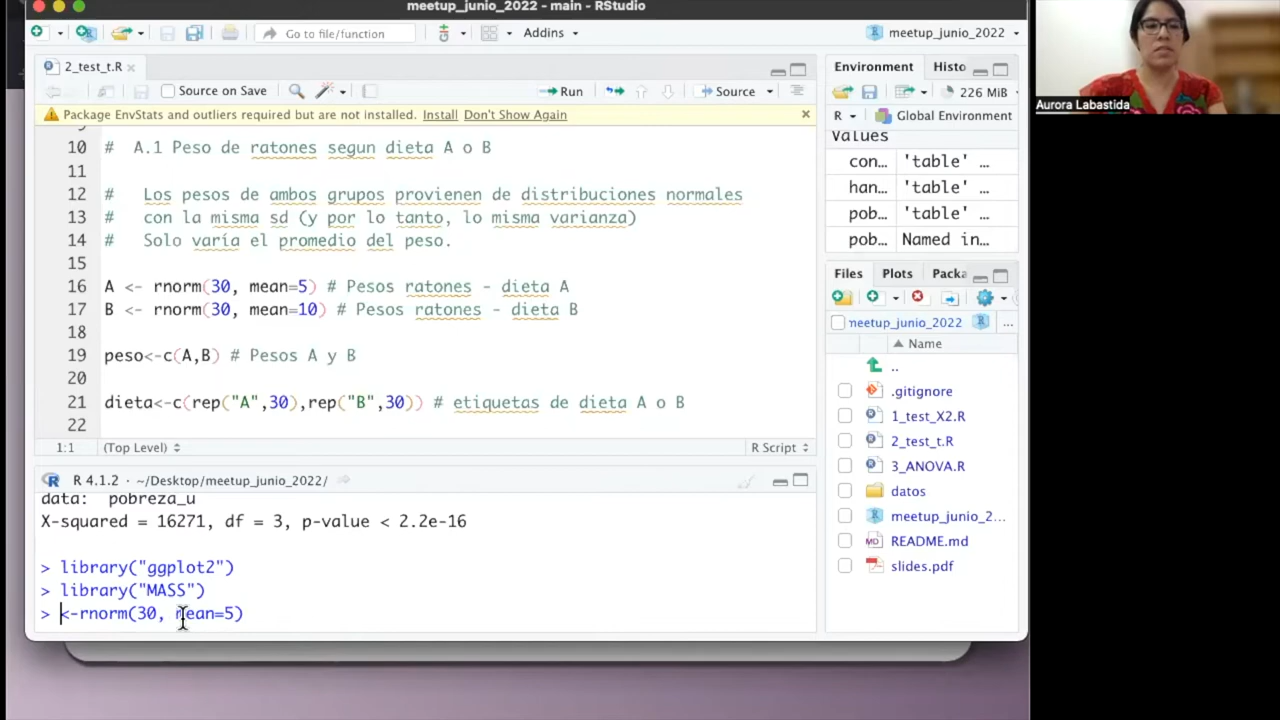 meetup_junio_2022 - main - RStudio
Go to file/function
Addins
meetup_junio_2022
2_test_t.R
Source on Save
Run
Source
Package EnvStats and outliers required but are not installed. Install Don't Show Again
10 # A.1 Peso de ratones segun dieta A o B
11
12 # Los pesos de ambos grupos provienen de distribuciones normales
13 # con la misma sd (y por lo tanto, lo misma varianza)
14 # Solo varía el promedio del peso.
15
16 A <- rnorm(30, mean=5) # Pesos ratones - dieta A
17 B <- rnorm(30, mean=10) # Pesos ratones - dieta B
18
19 peso<-c(A,B) # Pesos A y B
20
21 dieta<-c(rep("A",30),rep("B",30)) # etiquetas de dieta A o B
22
1:1 (Top Level) R Script
R 4.1.2 · ~/Desktop/meetup_junio_2022/
data: pobreza_u
X-squared = 16271, df = 3, p-value < 2.2e-16
> library("ggplot2")
> library("MASS")
> <-rnorm(30, mean=5)
Environment Histo
226 MiB
R Global Environment
Values
con… 'table' …
han… 'table' …
pob… 'table' …
pob… Named in…
Files Plots Packa
meetup_junio_2022 ...
Name
..
.gitignore
1_test_X2.R
2_test_t.R
3_ANOVA.R
datos
meetup_junio_2...
README.md
slides.pdf
Aurora Labastida